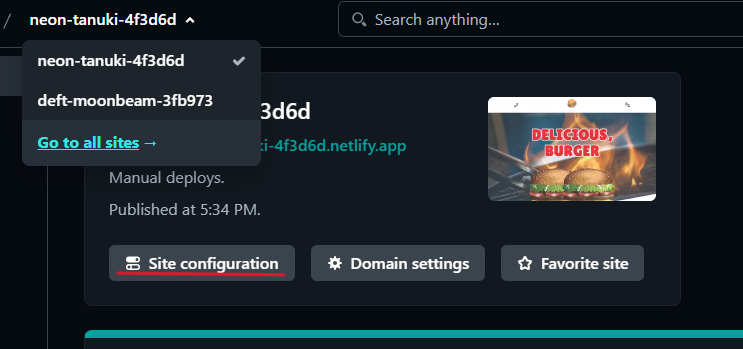 / neon-tanuki-4f3d6d
Search anything...
neon-tanuki-4f3d6d
deft-moonbeam-3fb973
Go to all sites →
3d6d
ki-4f3d6d.netlify.app
Manual deploys.
Published at 5:34 PM.
DELICIOUS,
BURGER
Site configuration
Domain settings
Favorite site